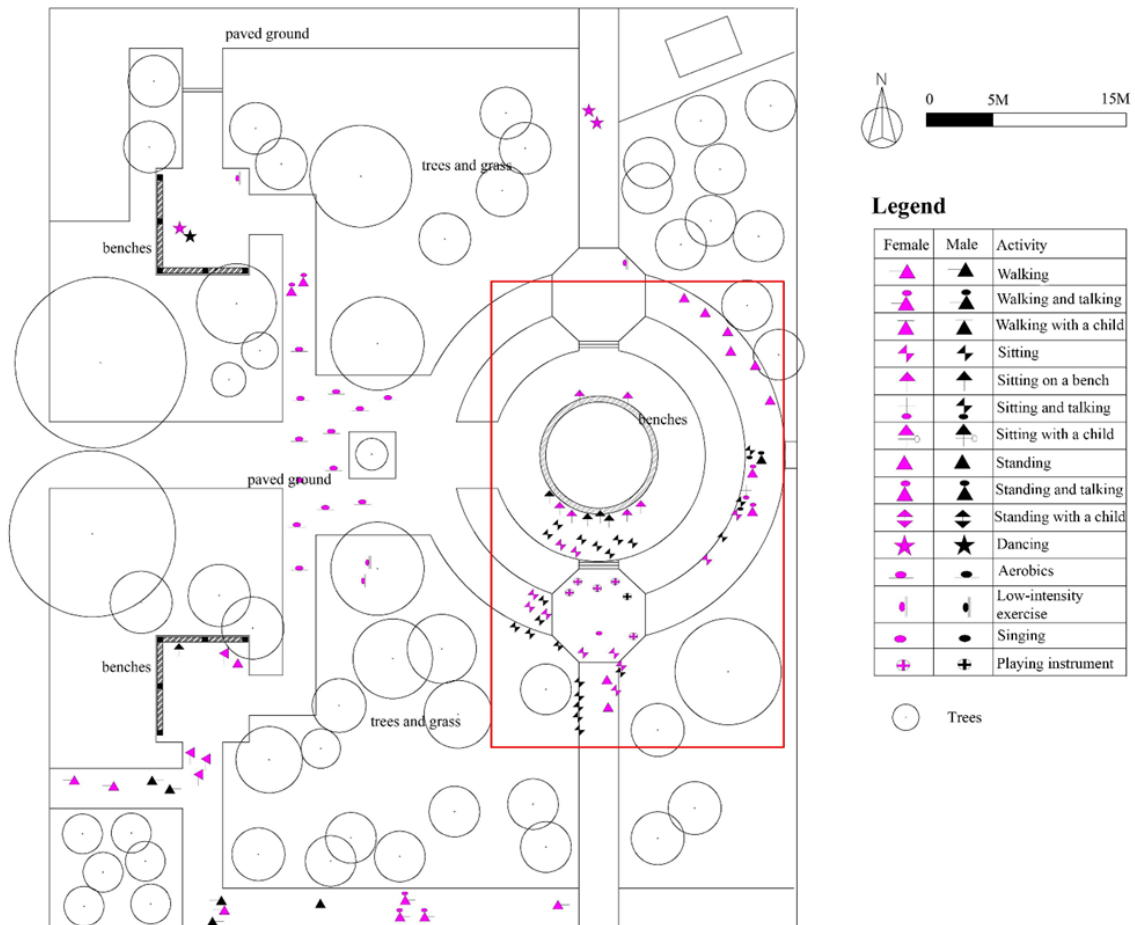 paved ground
N
0 5M 15M
trees and grass
Legend
Female Male Activity
Walking
benches
Walking and talking
Walking with a child
Sitting
Sitting on a bench
benches
Sitting and talking
Sitting with a child
Standing
paved ground
Standing and talking
Standing with a child
Dancing
Aerobics
Low-intensity
exercise
Singing
benches
Playing instrument
trees and grass
Trees